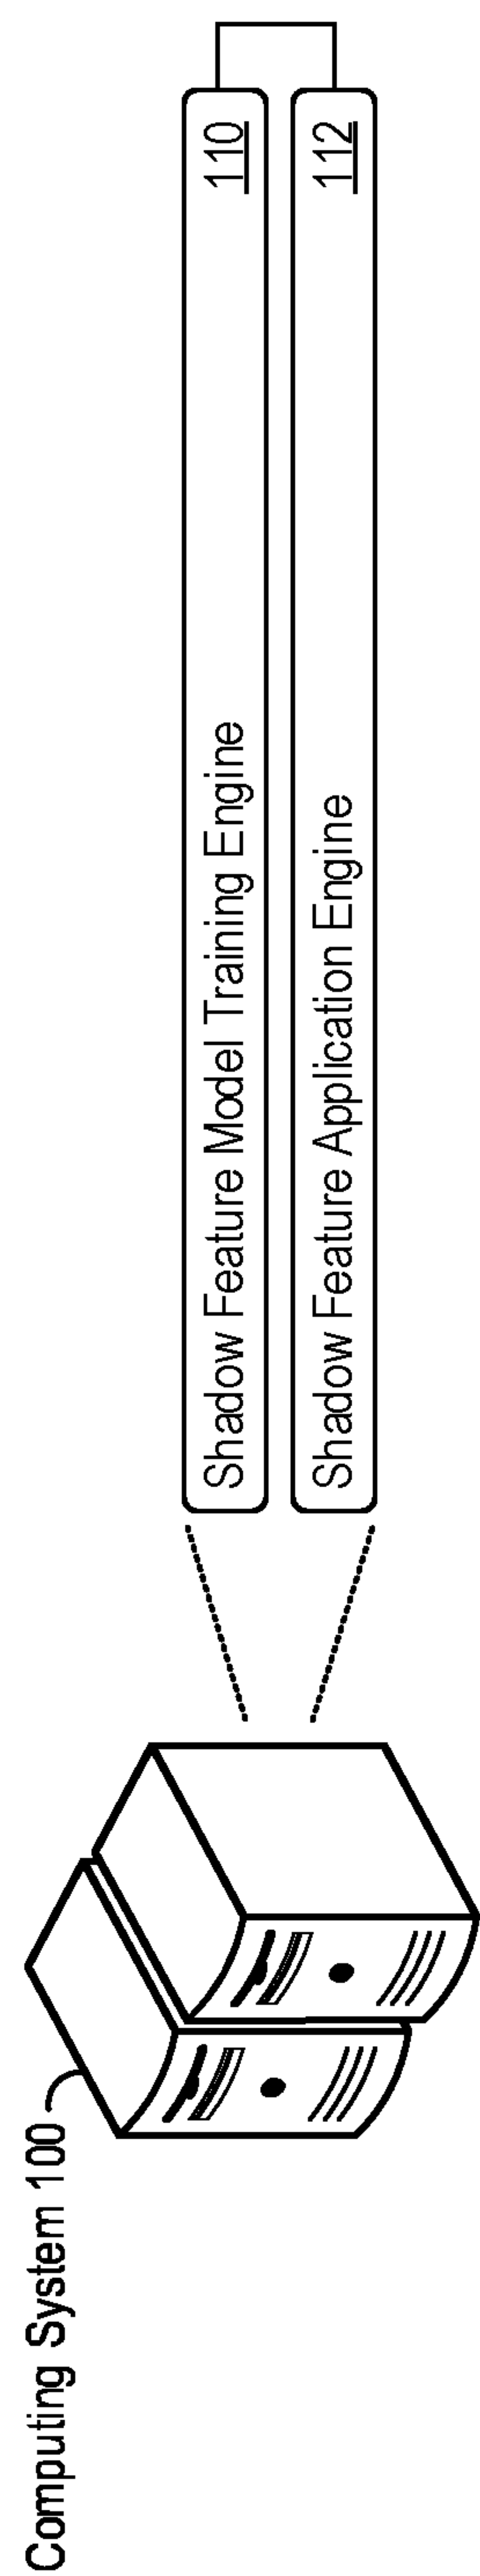 Computing System 100
Shadow Feature Model Training Engine 110
Shadow Feature Application Engine 112